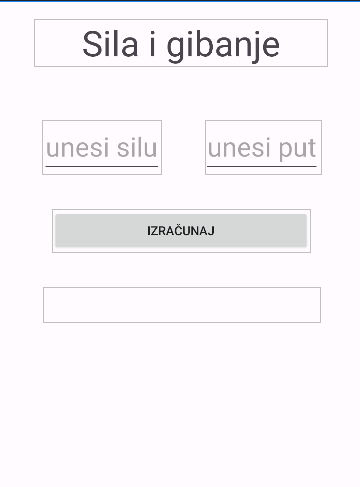 Sila i gibanje
unesi silu
unesi put
IZRAČUNAJ